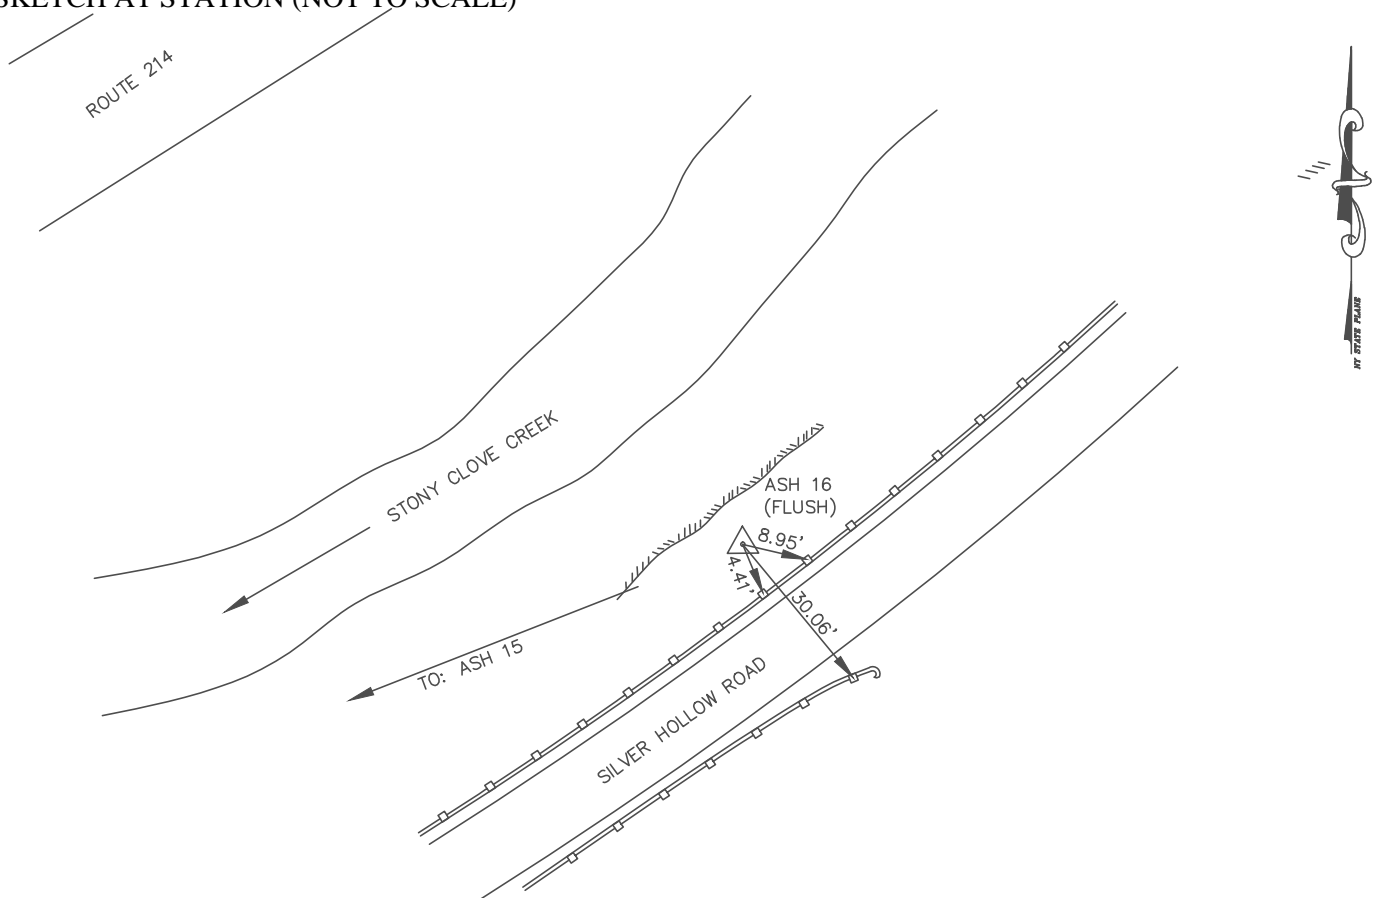 SKETCH AT STATION (NOT TO SCALE)
ROUTE 214
NY STATE PLANE
STONY CLOVE CREEK
ASH 16
(FLUSH)
8.95'
4.41'
30.06'
TO: ASH 15
SILVER HOLLOW ROAD